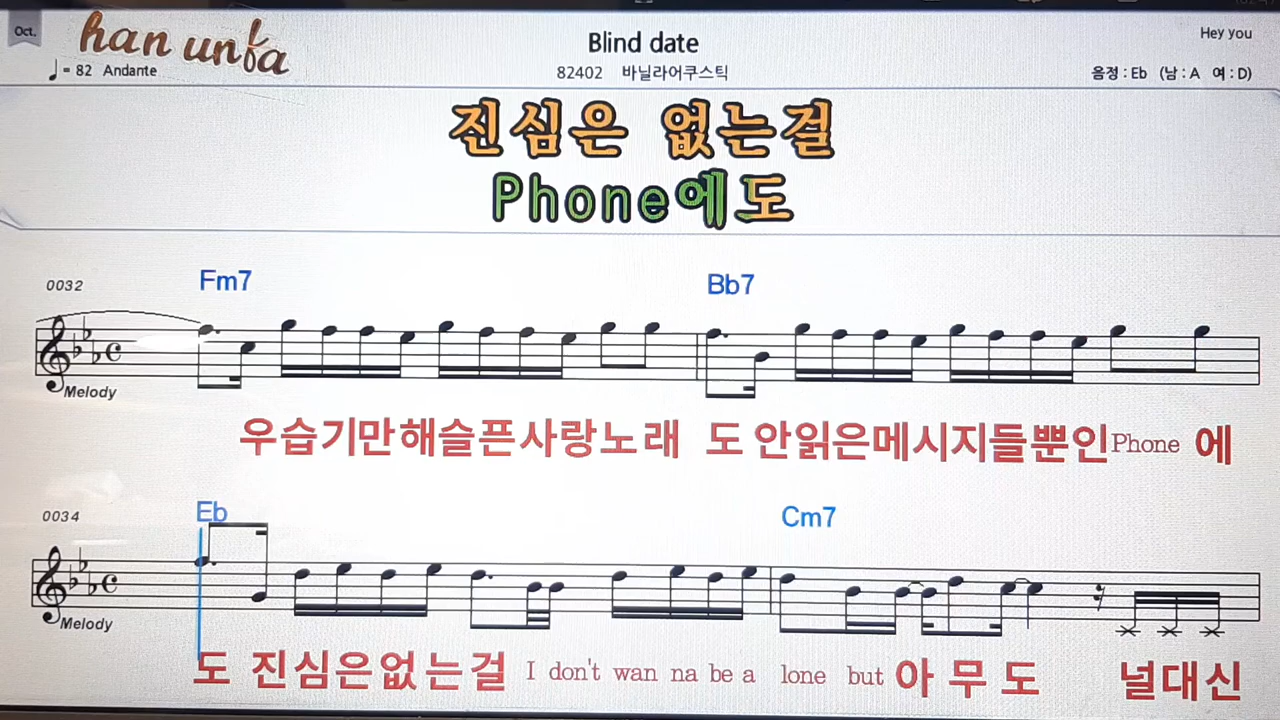 Oct.
han unfa
Blind date
Hey you
♩= 82 Andante
82402 바닐라어쿠스틱
음정 : Eb (남 : A 여 : D)
진심은 없는걸
Phone에도
0032
Fm7 Bb7
Melody
우습기만해슬픈사랑노래 도 안읽은메시지들뿐인Phone 에
0034
Eb Cm7
Melody
도 진심은없는걸 I don't wan na be a lone but 아무도 널대신